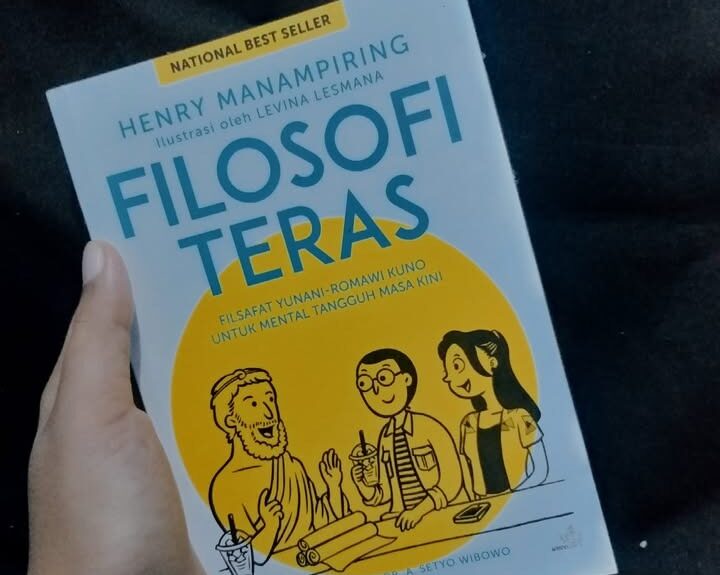 NATIONAL BEST SELLER
HENRY MANAMPIRING
Ilustrasi oleh LEVINA LESMANA
FILOSOFI
TERAS
FILSAFAT YUNANI-ROMAWI KUNO
UNTUK MENTAL TANGGUH MASA KINI
A. SETYO WIBOWO